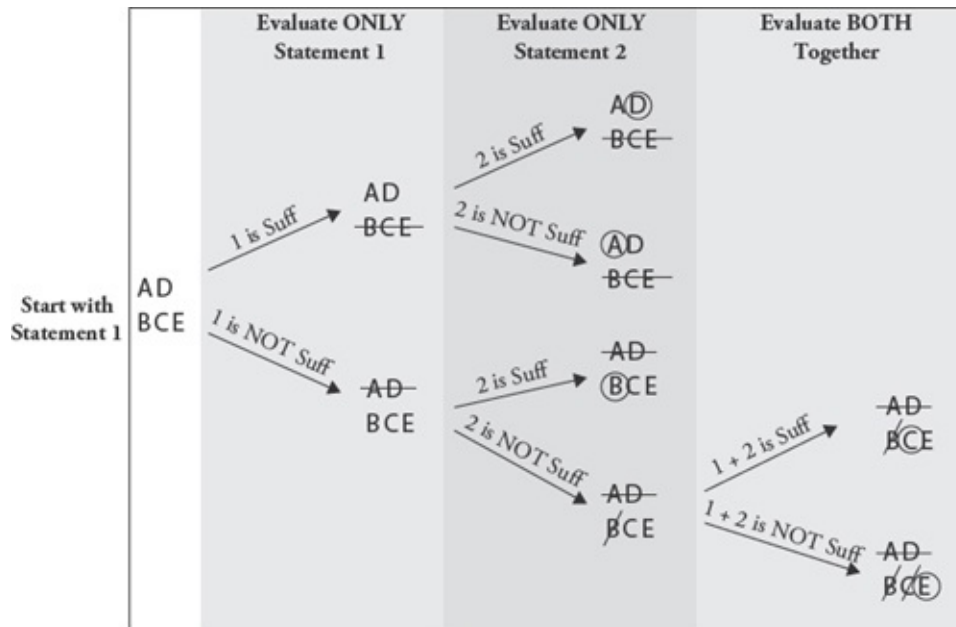 Evaluate ONLY
Statement 1
Evaluate ONLY
Statement 2
Evaluate BOTH
Together
Start with
Statement 1
AD
BCE
1 is Suff
1 is NOT Suff
AD
BCE
AD
BCE
2 is Suff
2 is NOT Suff
2 is Suff
2 is NOT Suff
AD
BCE
AD
BCE
AD
BCE
AD
BCE
1 + 2 is Suff
1 + 2 is NOT Suff
AD
BCE
AD
BCE